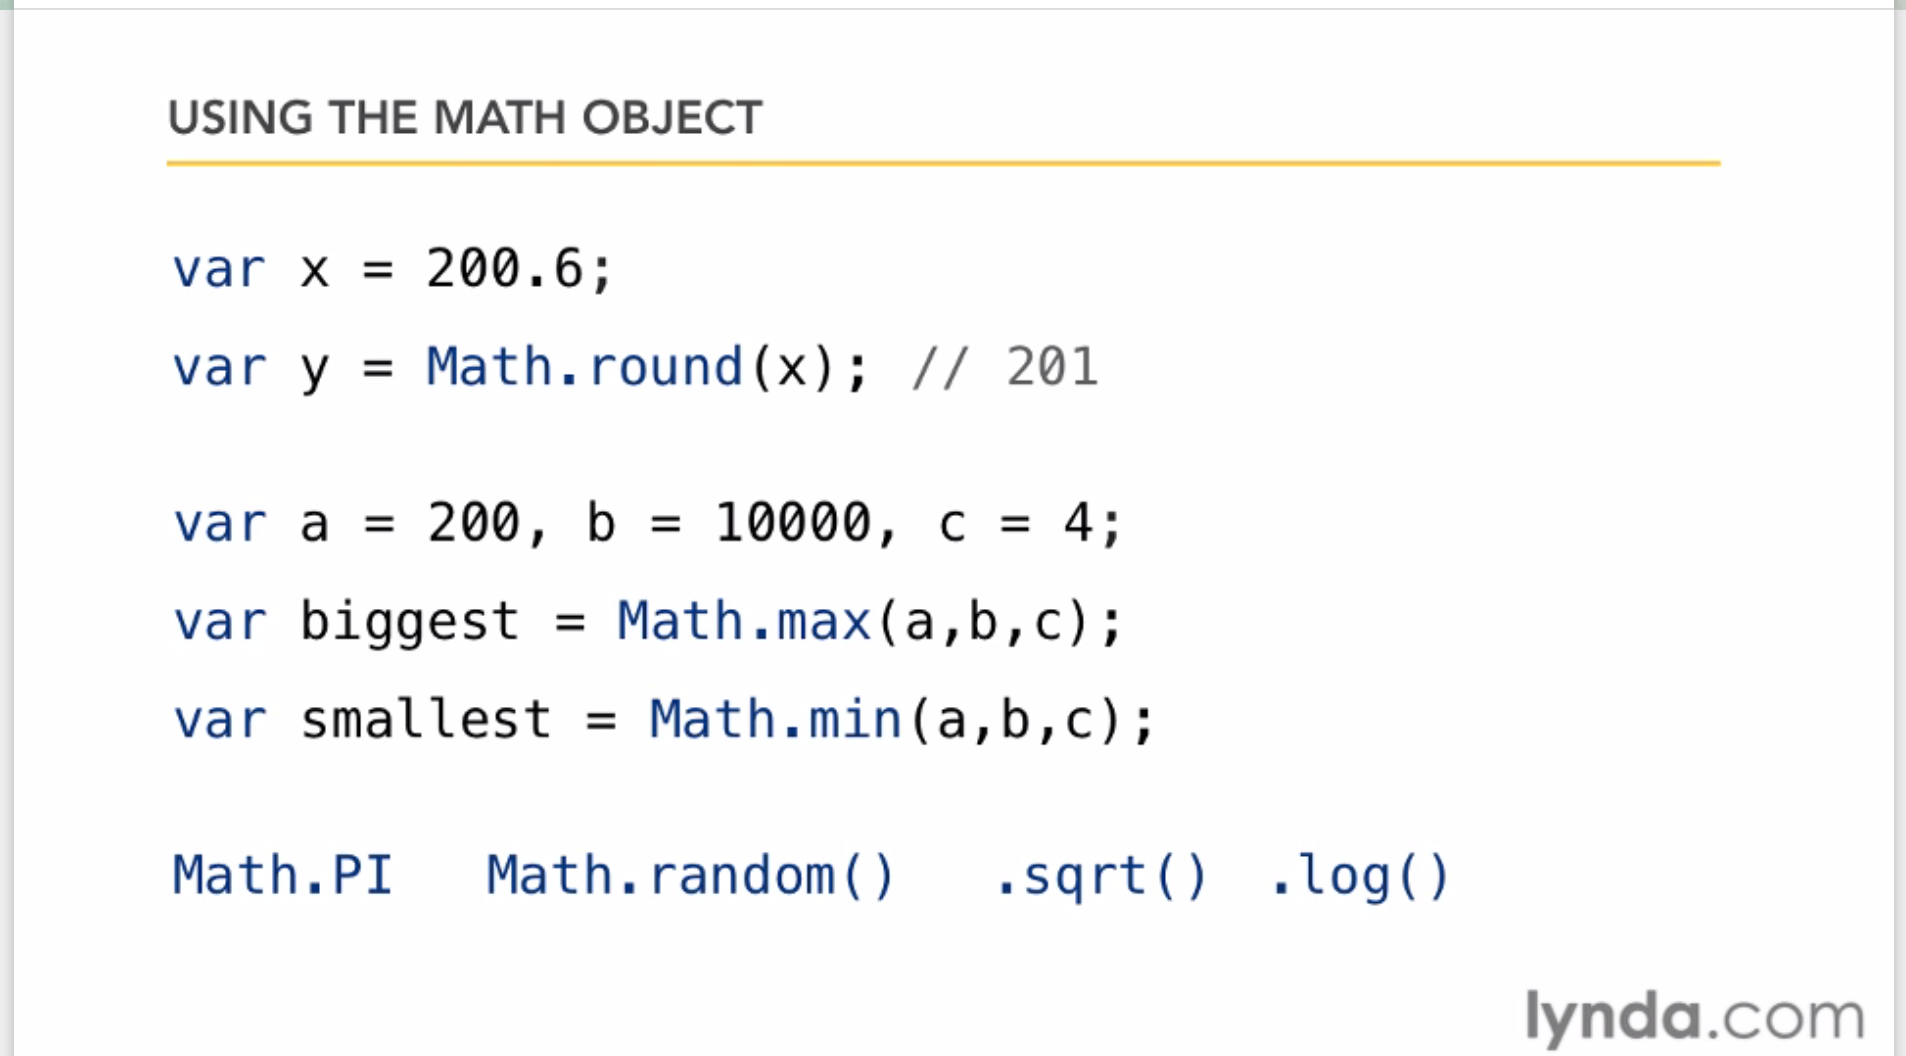 USING THE MATH OBJECT
var x = 200.6;
var y = Math.round(x); // 201
var a = 200, b = 10000, c = 4;
var biggest = Math.max(a,b,c);
var smallest = Math.min(a,b,c);
Math.PI Math.random() .sqrt() .log()
lynda.com